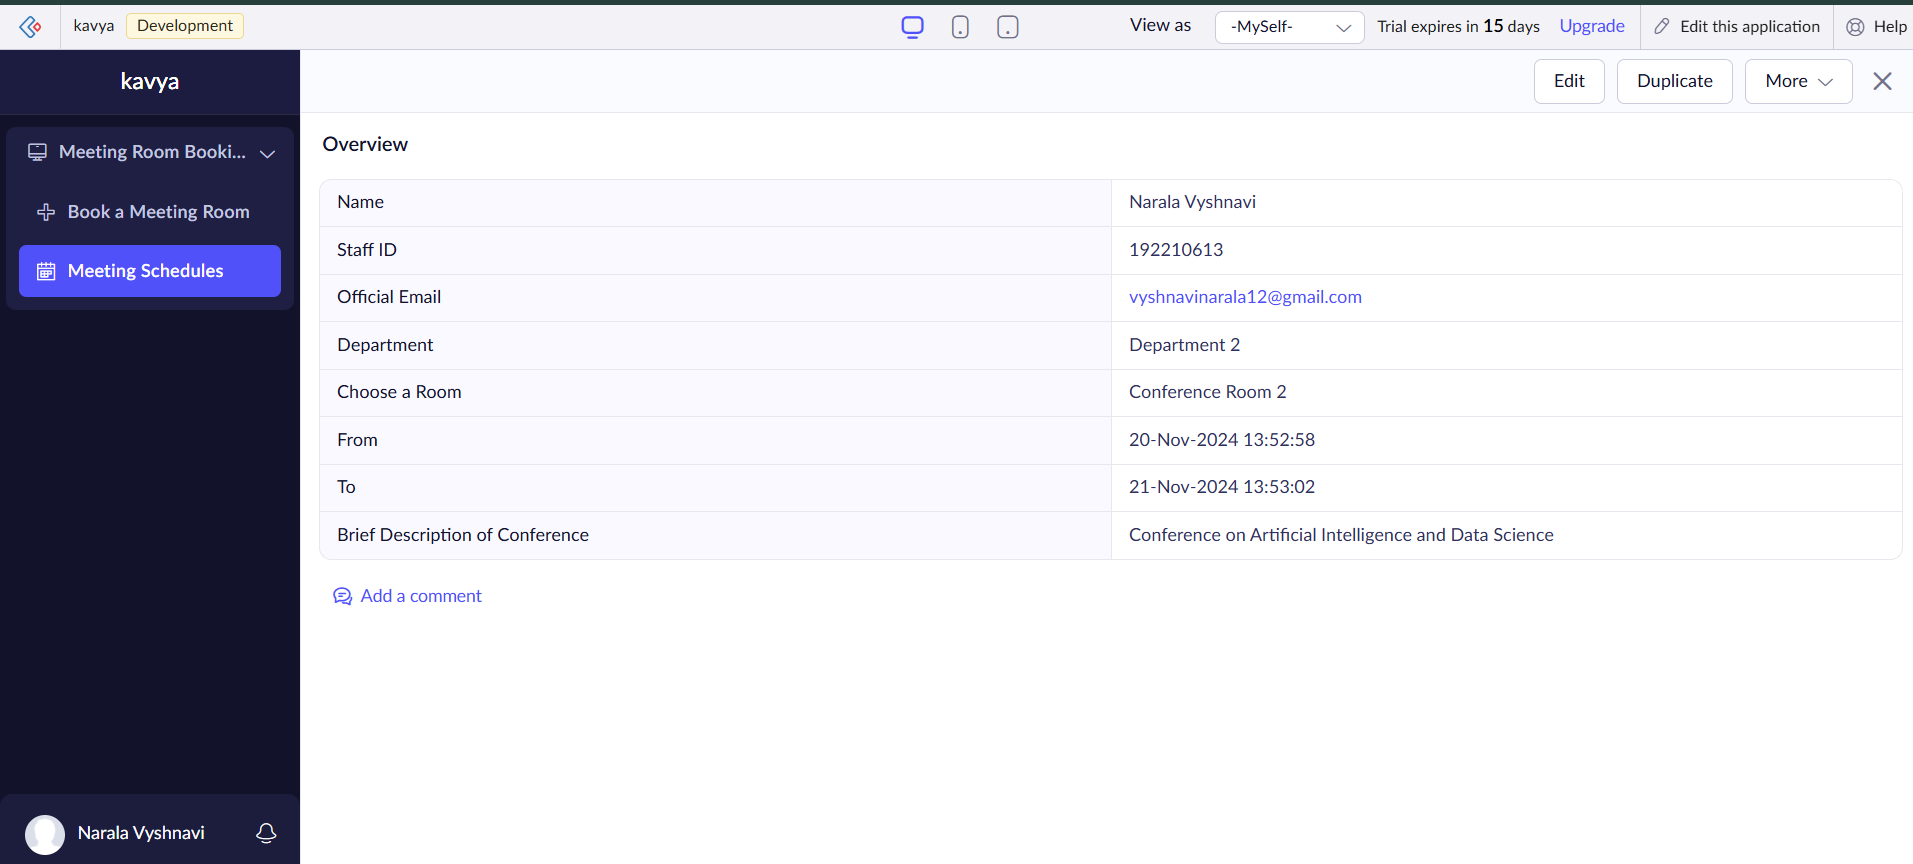 kavya Development View as -MySelf- Trial expires in 15 days Upgrade Edit this application Help
kavya
Edit Duplicate More
Meeting Room Booki...
Book a Meeting Room
Meeting Schedules
Overview
Name Narala Vyshnavi
Staff ID 192210613
Official Email vyshnavinarala12@gmail.com
Department Department 2
Choose a Room Conference Room 2
From 20-Nov-2024 13:52:58
To 21-Nov-2024 13:53:02
Brief Description of Conference Conference on Artificial Intelligence and Data Science
Add a comment
Narala Vyshnavi